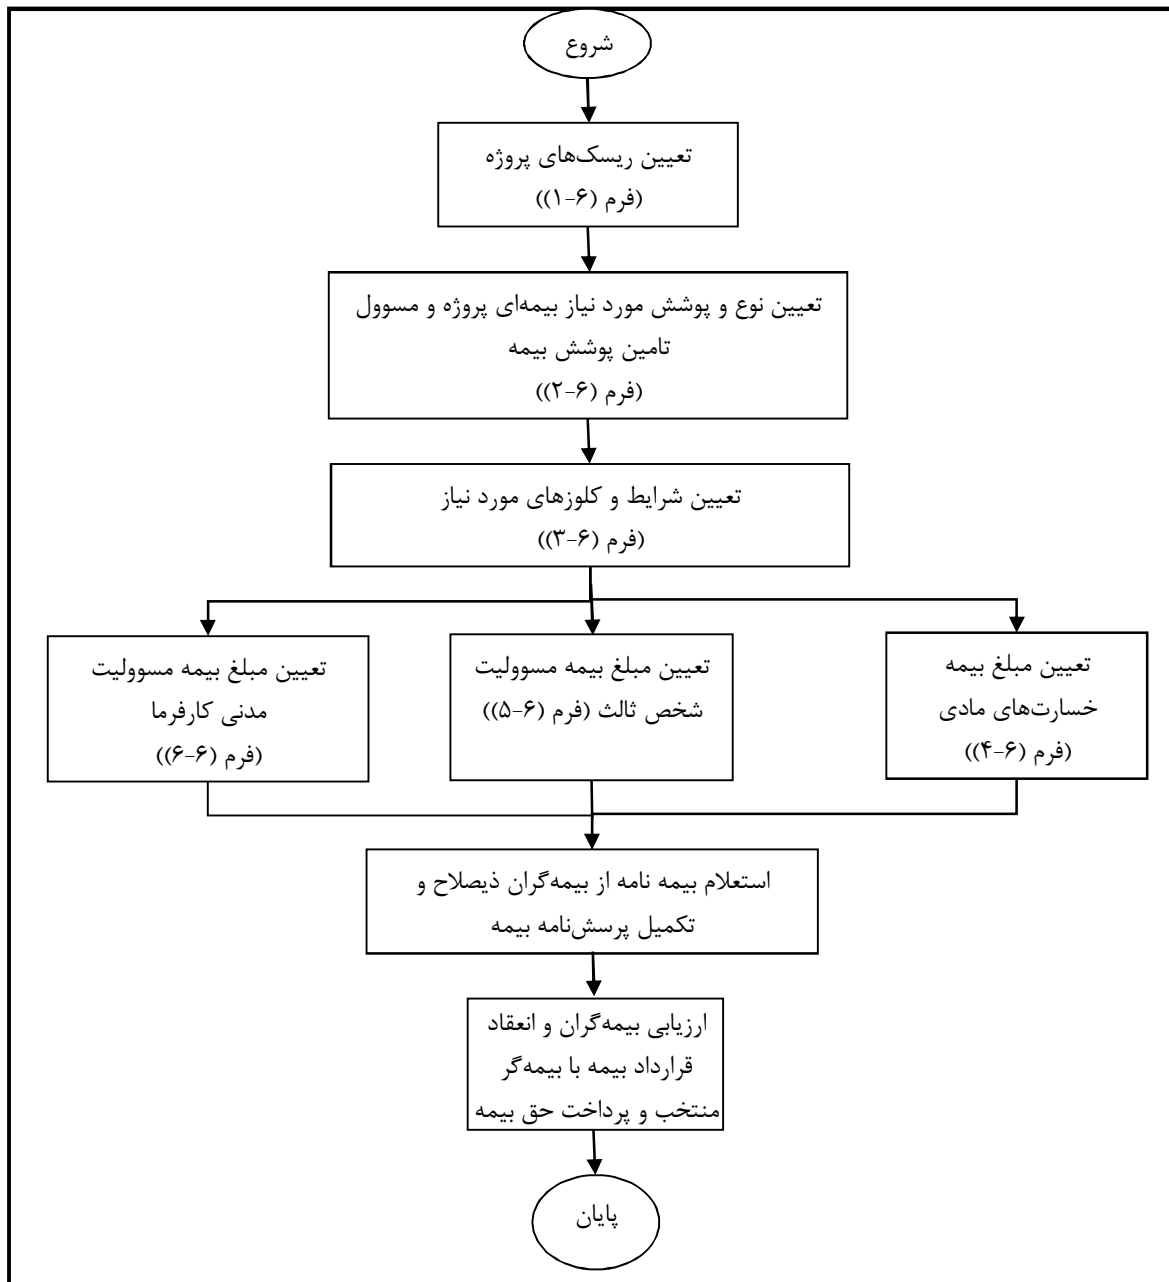 شروع
تعیین ریسک‌های پروژه
(فرم (۶-۱))
تعیین نوع و پوشش مورد نیاز بیمه‌ای پروژه و مسوول
تامین پوشش بیمه
(فرم (۶-۲))
تعیین شرایط و کلوزهای مورد نیاز
(فرم (۶-۳))
تعیین مبلغ بیمه
خسارت‌های مادی
(فرم (۶-۴))
تعیین مبلغ بیمه مسوولیت
شخص ثالث (فرم (۶-۵))
تعیین مبلغ بیمه مسوولیت
مدنی کارفرما
(فرم (۶-۶))
استعلام بیمه نامه از بیمه‌گران ذیصلاح و
تکمیل پرسش‌نامه بیمه
ارزیابی بیمه‌گران و انعقاد
قرارداد بیمه با بیمه‌گر
منتخب و پرداخت حق بیمه
پایان